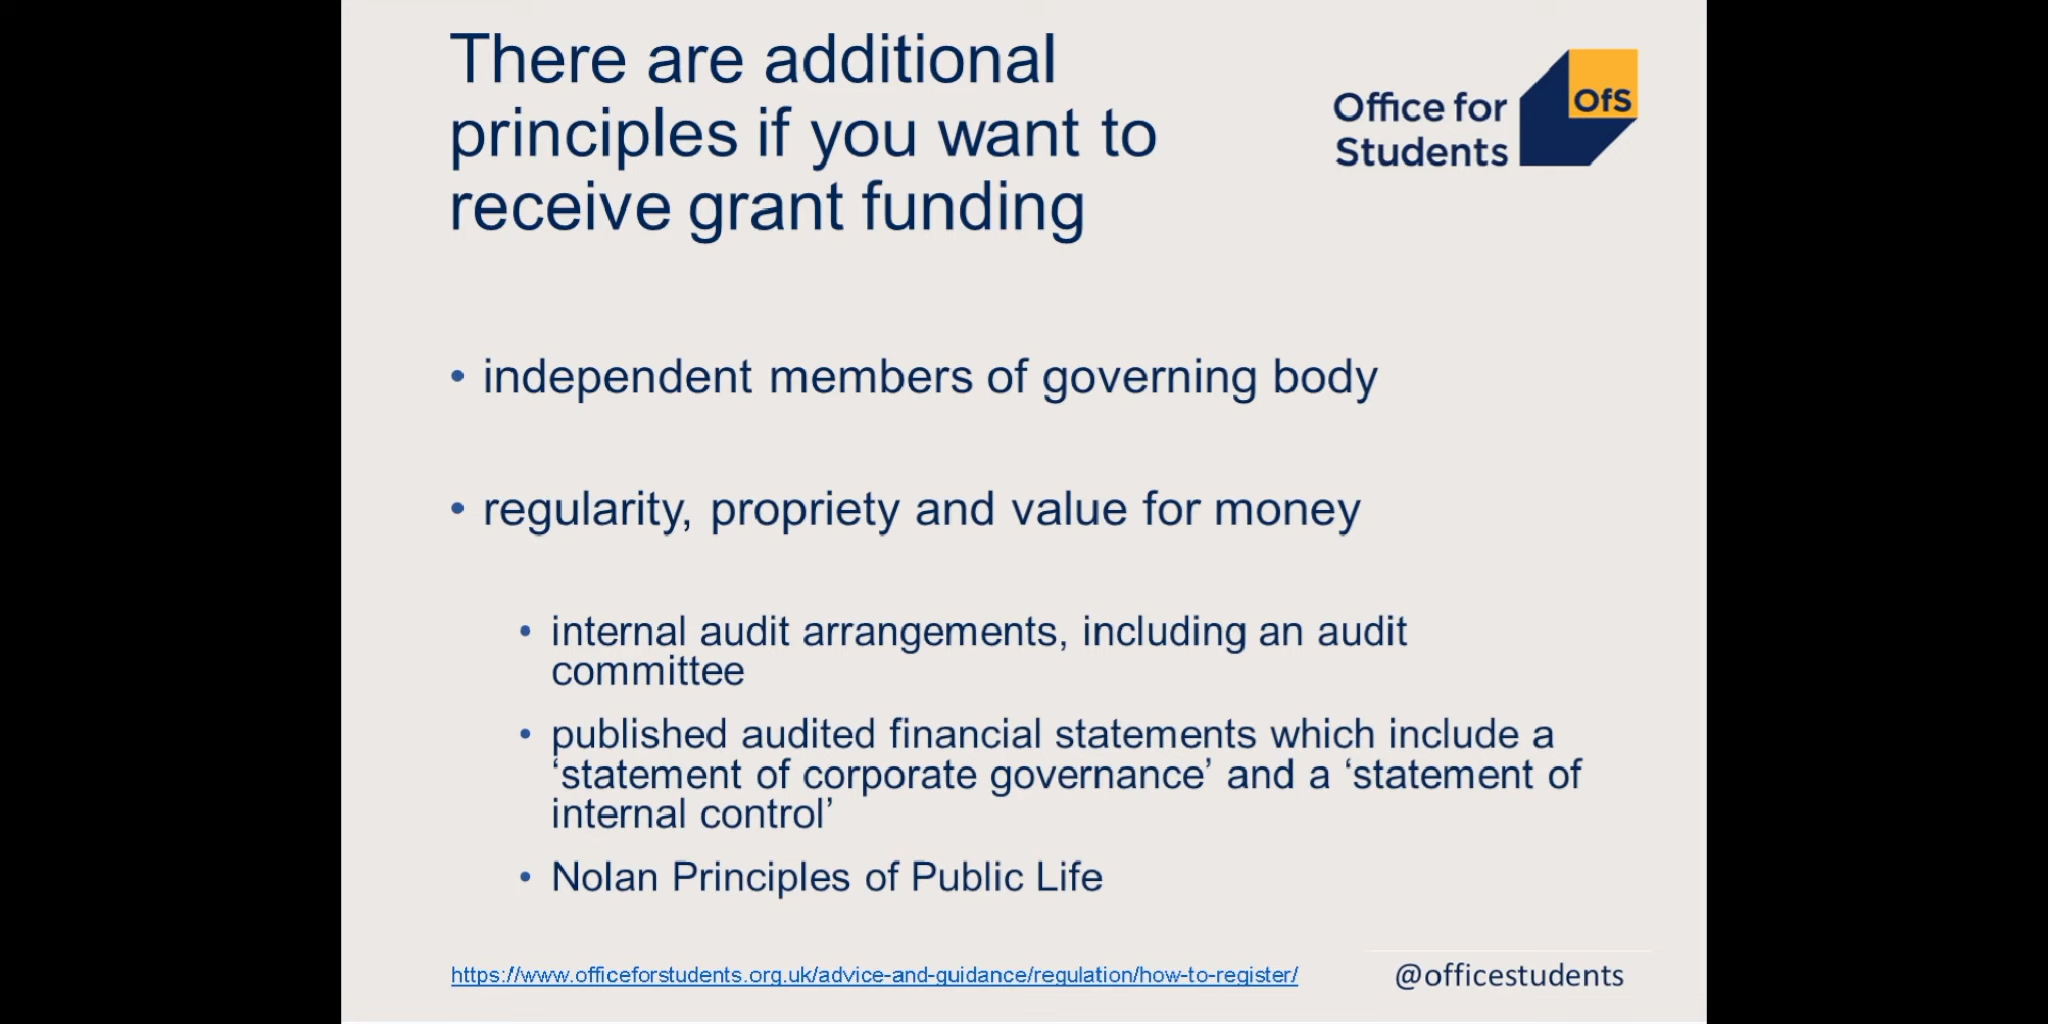 There are additional
principles if you want to
receive grant funding
Office for
Students
OfS
• independent members of governing body
• regularity, propriety and value for money
• internal audit arrangements, including an audit
committee
• published audited financial statements which include a
‘statement of corporate governance’ and a ‘statement of
internal control’
• Nolan Principles of Public Life
https://www.officeforstudents.org.uk/advice-and-guidance/regulation/how-to-register/
@officestudents